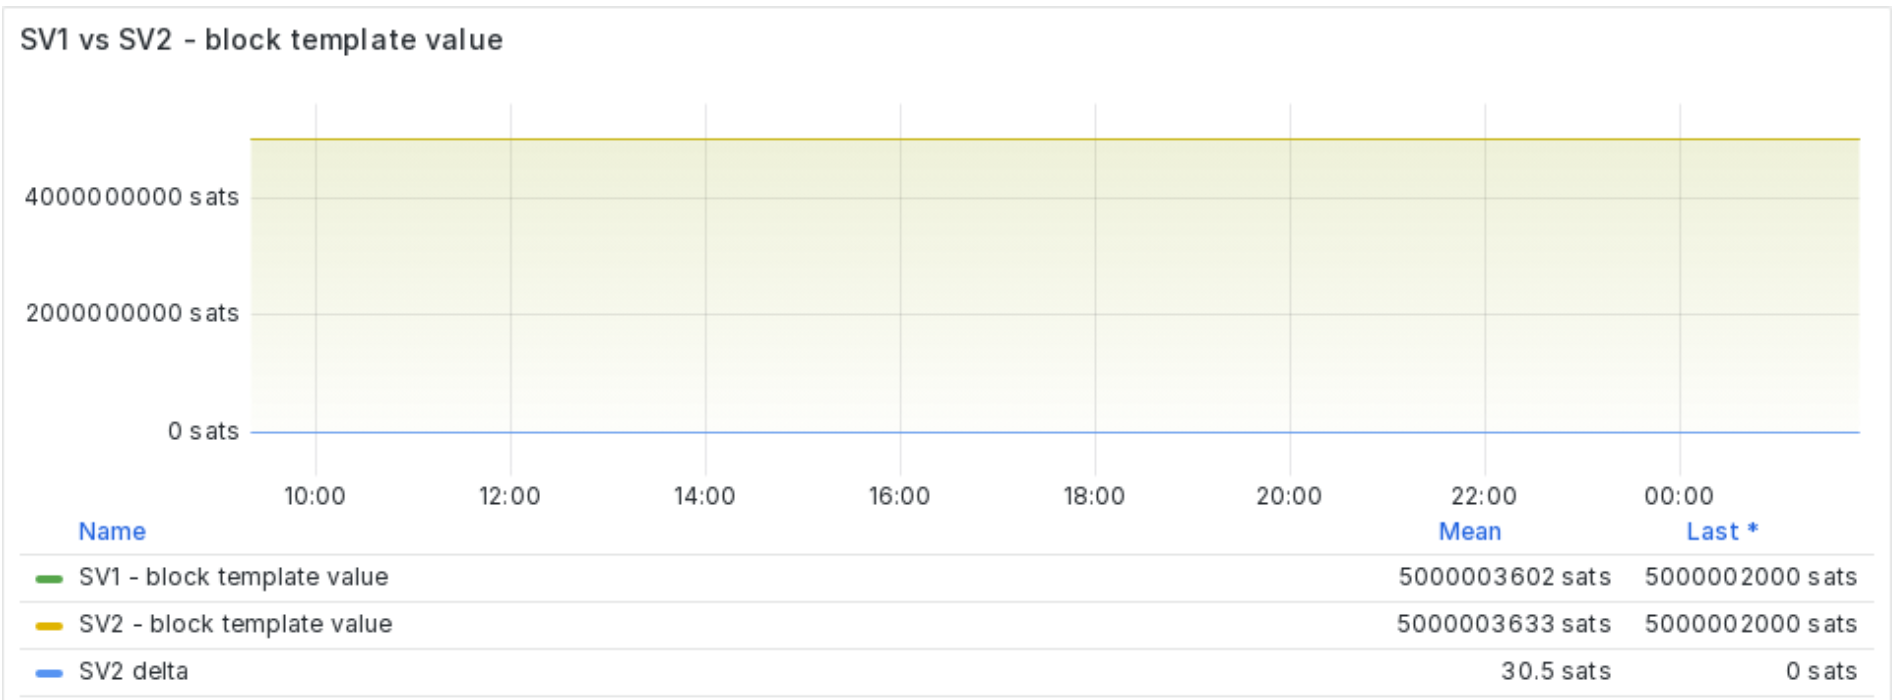 SV1 vs SV2 - block template value
4000000000 sats
2000000000 sats
0 sats
10:00 12:00 14:00 16:00 18:00 20:00 22:00 00:00
Name Mean Last *
SV1 - block template value 5000003602 sats 5000002000 sats
SV2 - block template value 5000003633 sats 5000002000 sats
SV2 delta 30.5 sats 0 sats